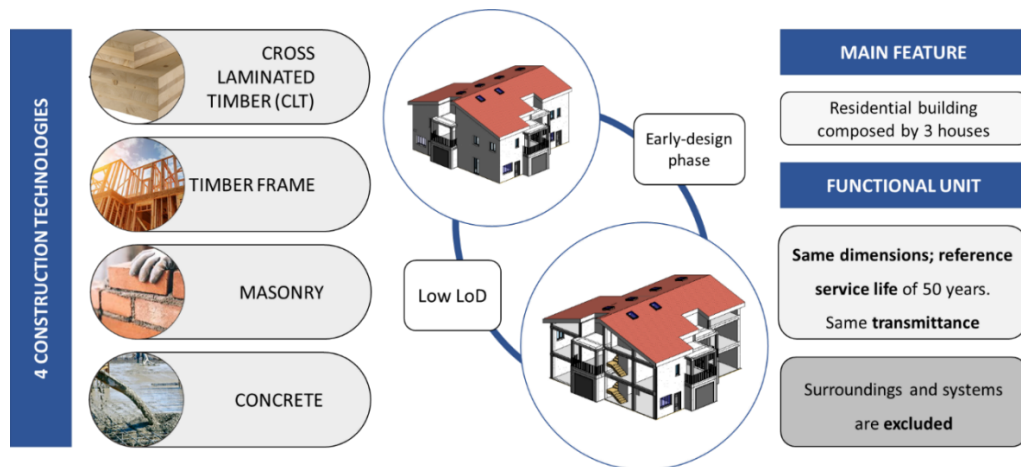 4 CONSTRUCTION TECHNOLOGIES
CROSS
LAMINATED
TIMBER (CLT)
TIMBER FRAME
MASONRY
CONCRETE
Early-design
phase
Low LoD
MAIN FEATURE
Residential building
composed by 3 houses
FUNCTIONAL UNIT
Same dimensions; reference
service life of 50 years.
Same transmittance
Surroundings and systems
are excluded